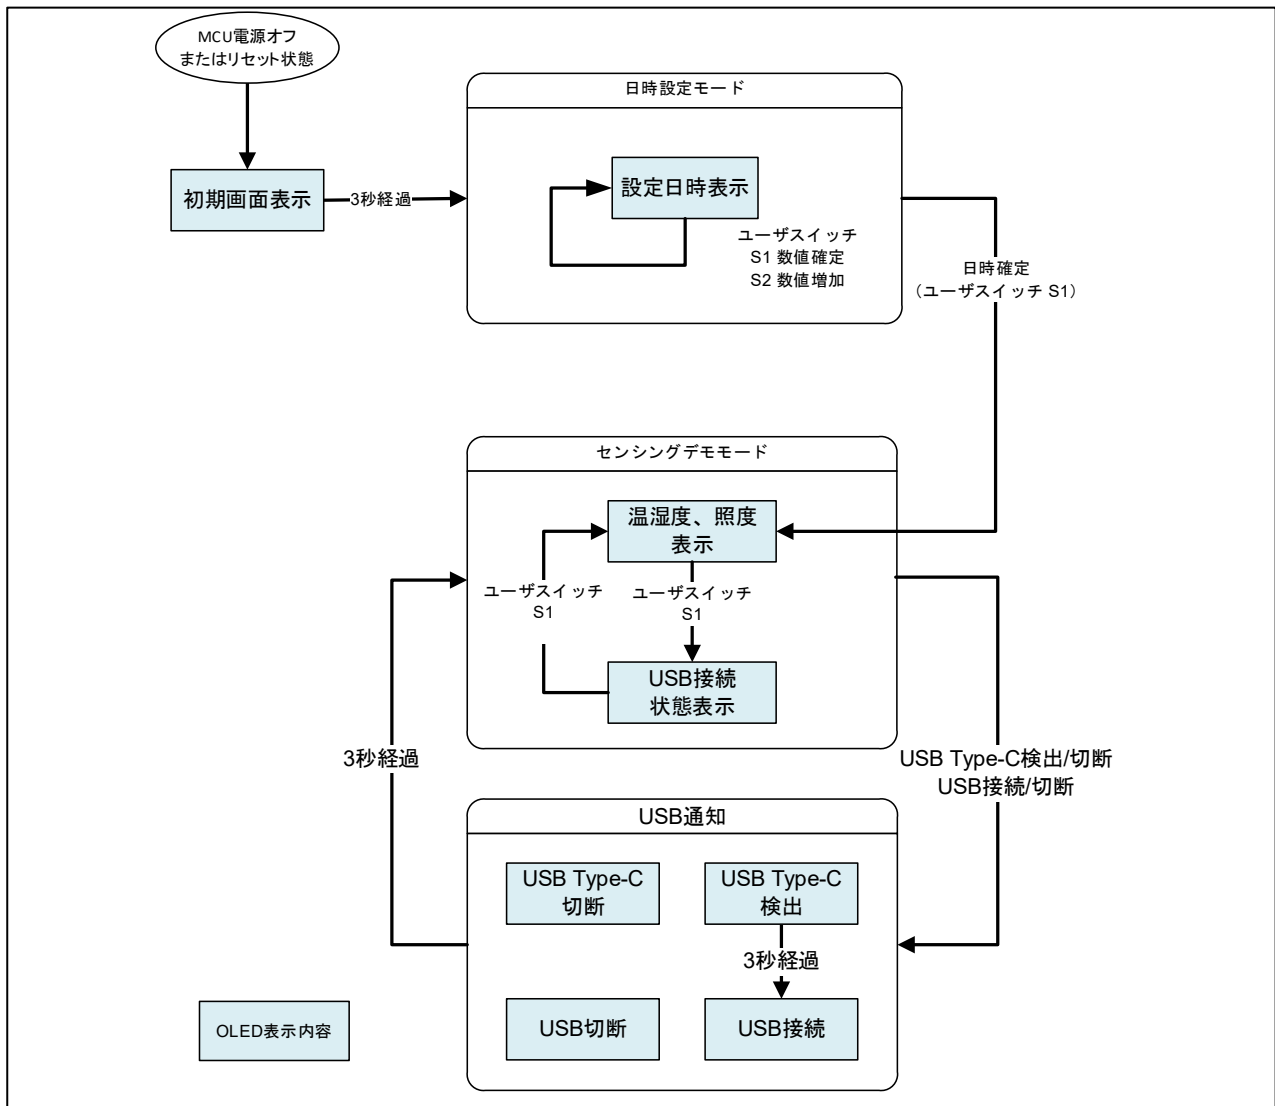 MCU電源オフ
またはリセット状態
初期画面表示
3秒経過
日時設定モード
設定日時表示
ユーザスイッチ
S1 数値確定
S2 数値増加
日時確定
（ユーザスイッチ S1）
センシングデモモード
温湿度、照度
表示
ユーザスイッチ
S1
ユーザスイッチ
S1
USB接続
状態表示
3秒経過
USB Type-C検出/切断
USB接続/切断
USB通知
USB Type-C
切断
USB Type-C
検出
3秒経過
USB切断
USB接続
OLED表示内容